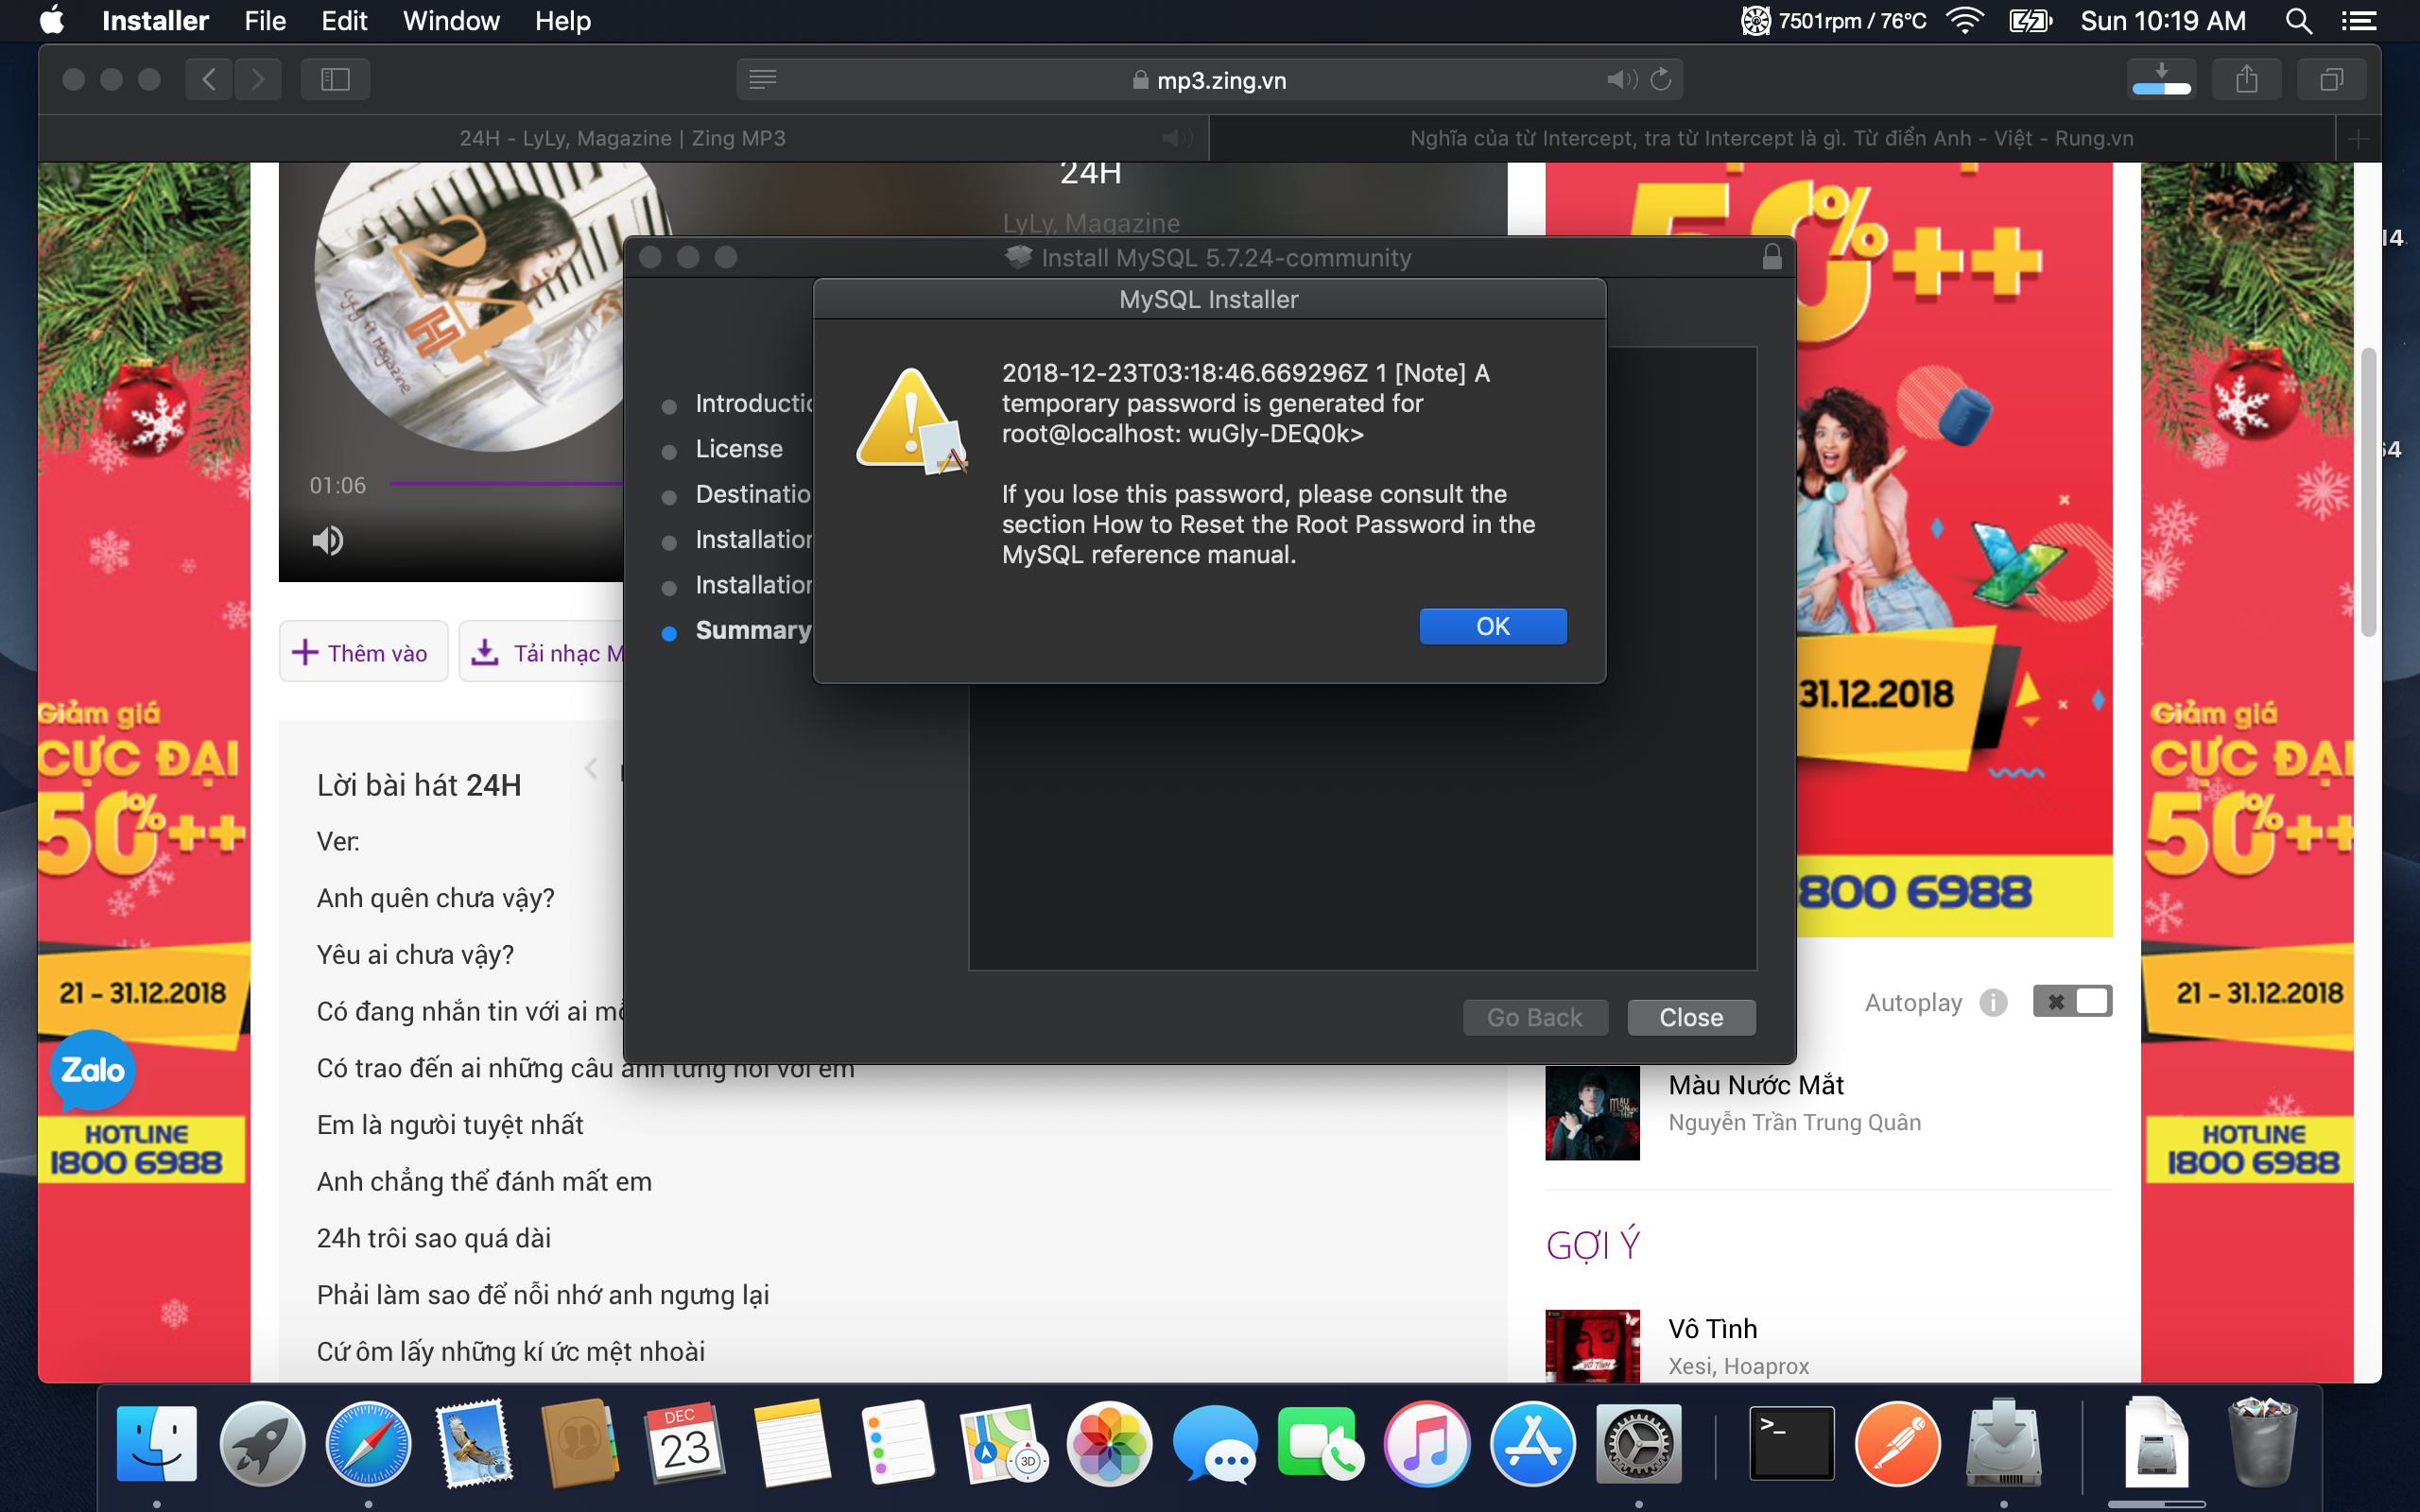 Installer File Edit Window Help
7501rpm / 76°C Sun 10:19 AM
mp3.zing.vn
24H - LyLy, Magazine | Zing MP3
Nghĩa của từ Intercept, tra từ Intercept là gì. Từ điển Anh - Việt - Rung.vn
24H
LyLy, Magazine
01:06
Thêm vào
Tải nhạc M
Lời bài hát 24H
Ver:
Anh quên chưa vậy?
Yêu ai chưa vậy?
Có đang nhắn tin với ai
Có trao đến ai những câu anh từng nói với em
Em là người tuyệt nhất
Anh chẳng thể đánh mất em
24h trôi sao quá dài
Phải làm sao để nỗi nhớ anh ngưng lại
Cứ ôm lấy những kí ức mệt nhoài
Install MySQL 5.7.24-community
Introductio
License
Destinatio
Installation
Installation
Summary
MySQL Installer
2018-12-23T03:18:46.669296Z 1 [Note] A
temporary password is generated for
root@localhost: wuGly-DEQ0k>
If you lose this password, please consult the
section How to Reset the Root Password in the
MySQL reference manual.
OK
Go Back
Close
50%++
31.12.2018
1800 6988
Autoplay
Màu Nước Mắt
Nguyễn Trần Trung Quân
GỢI Ý
Vô Tình
Xesi, Hoaprox
Giảm giá
CỰC ĐẠI
50%++
21 - 31.12.2018
Zalo
HOTLINE
1800 6988
Giảm giá
CỰC ĐẠI
50%++
21 - 31.12.2018
HOTLINE
1800 6988
14.
64
DEC
23
3D